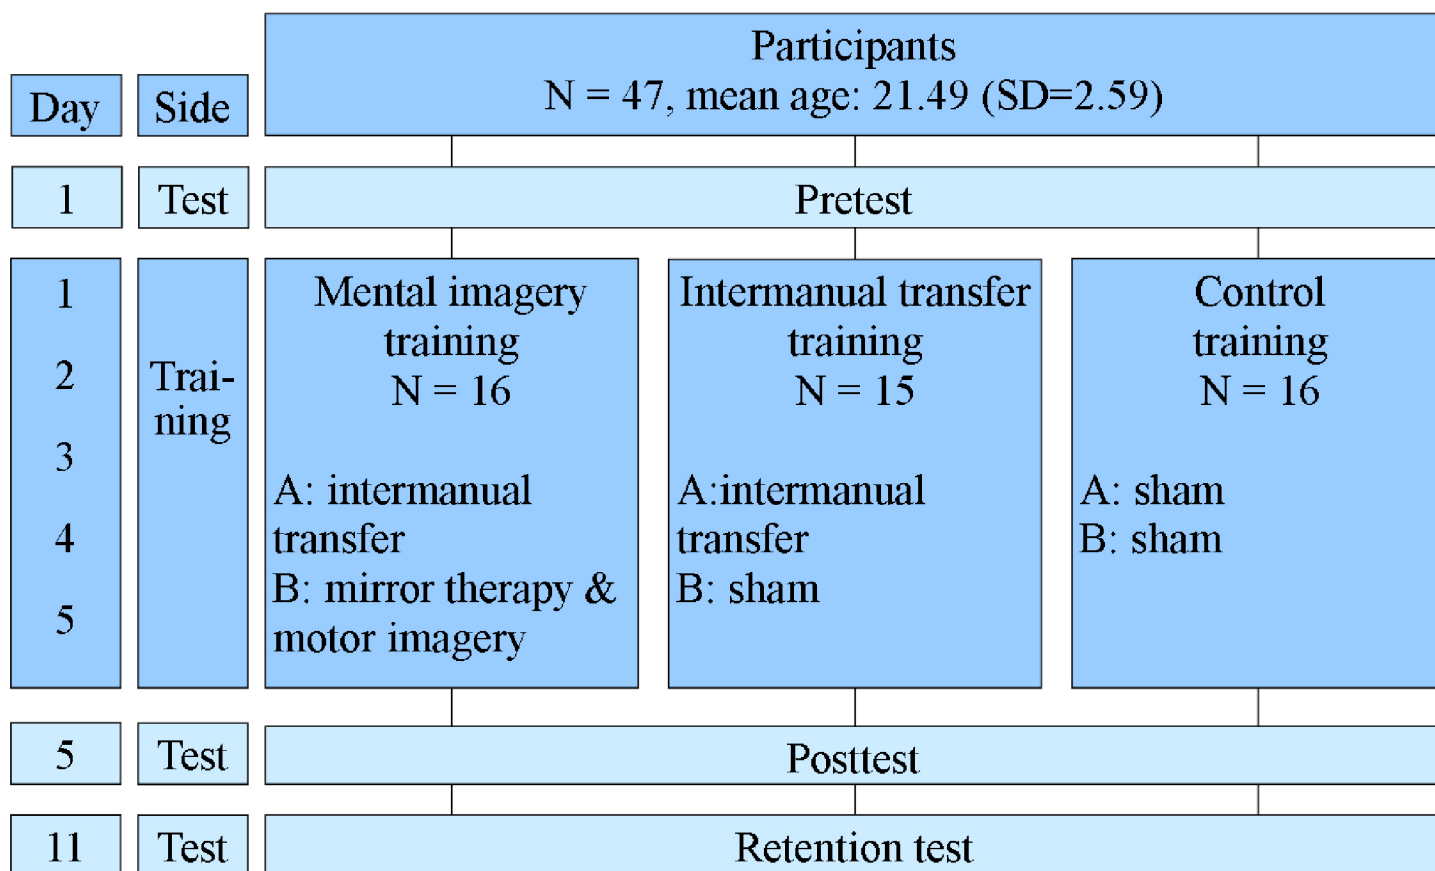 Participants
N = 47, mean age: 21.49 (SD=2.59)
Day
Side
1
Test
Pretest
1
2
3
4
5
Trai-
ning
Mental imagery
training
N = 16
A: intermanual
transfer
B: mirror therapy &
motor imagery
Intermanual transfer
training
N = 15
A:intermanual
transfer
B: sham
Control
training
N = 16
A: sham
B: sham
5
Test
Posttest
11
Test
Retention test